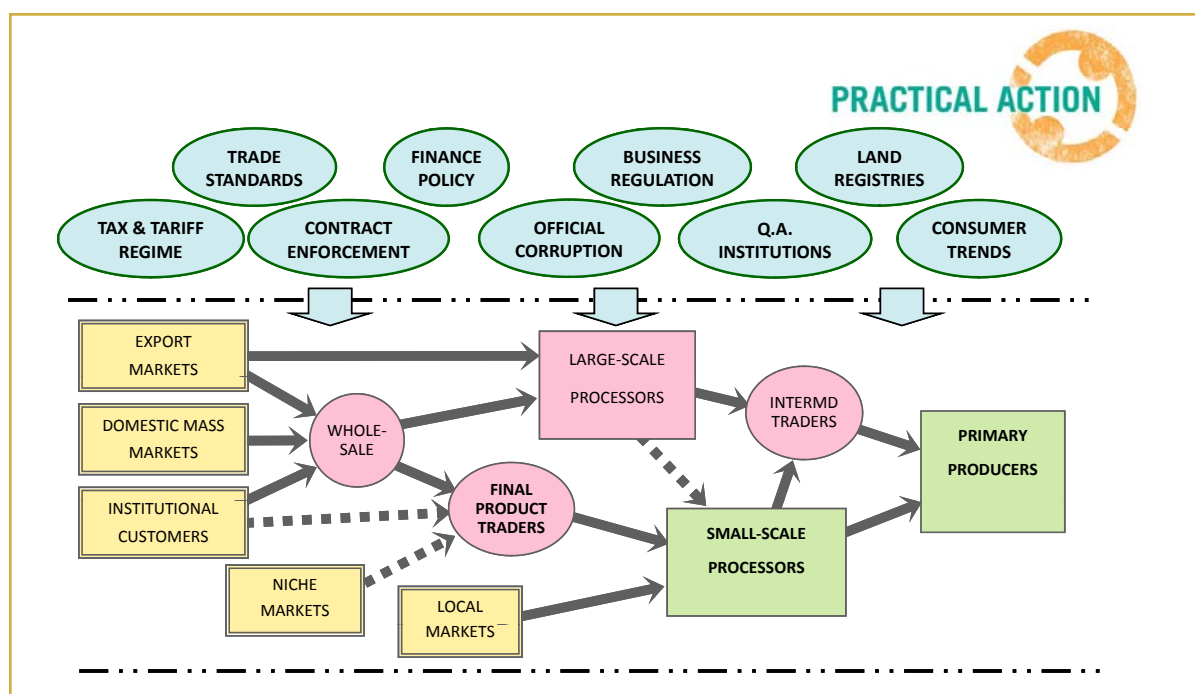 PRACTICAL ACTION
TRADE
STANDARDS
FINANCE
POLICY
BUSINESS
REGULATION
LAND
REGISTRIES
TAX & TARIFF
REGIME
CONTRACT
ENFORCEMENT
OFFICIAL
CORRUPTION
Q.A.
INSTITUTIONS
CONSUMER
TRENDS
EXPORT
MARKETS
LARGE-SCALE
PROCESSORS
INTERMD
TRADERS
DOMESTIC MASS
MARKETS
WHOLE-
SALE
PRIMARY
PRODUCERS
INSTITUTIONAL
CUSTOMERS
FINAL
PRODUCT
TRADERS
SMALL-SCALE
PROCESSORS
NICHE
MARKETS
LOCAL
MARKETS